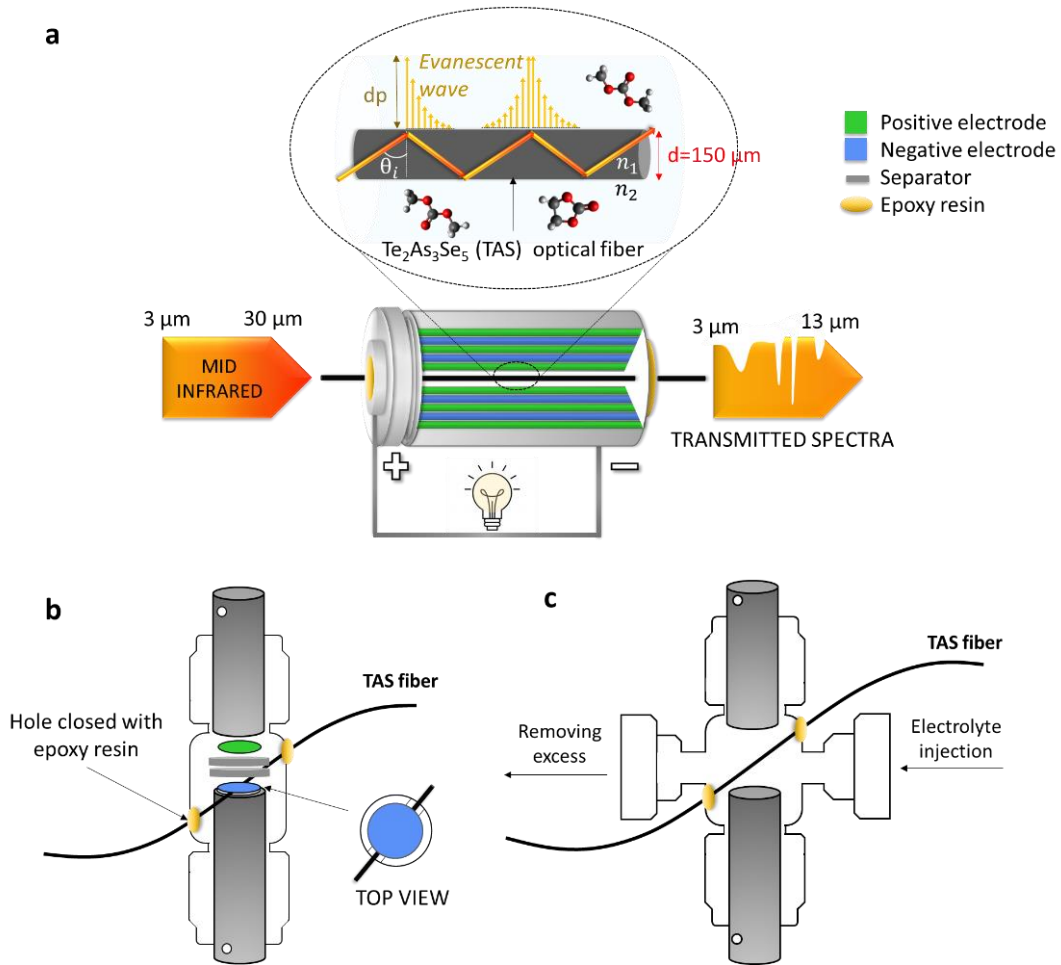 a
Evanescent
wave
dp
θᵢ
n₁
n₂
d=150 µm
Te₂As₃Se₅ (TAS) optical fiber
Positive electrode
Negative electrode
Separator
Epoxy resin
3 µm
30 µm
MID
INFRARED
3 µm
13 µm
TRANSMITTED SPECTRA
+
−
b
TAS fiber
Hole closed with
epoxy resin
TOP VIEW
c
TAS fiber
Removing
excess
Electrolyte
injection